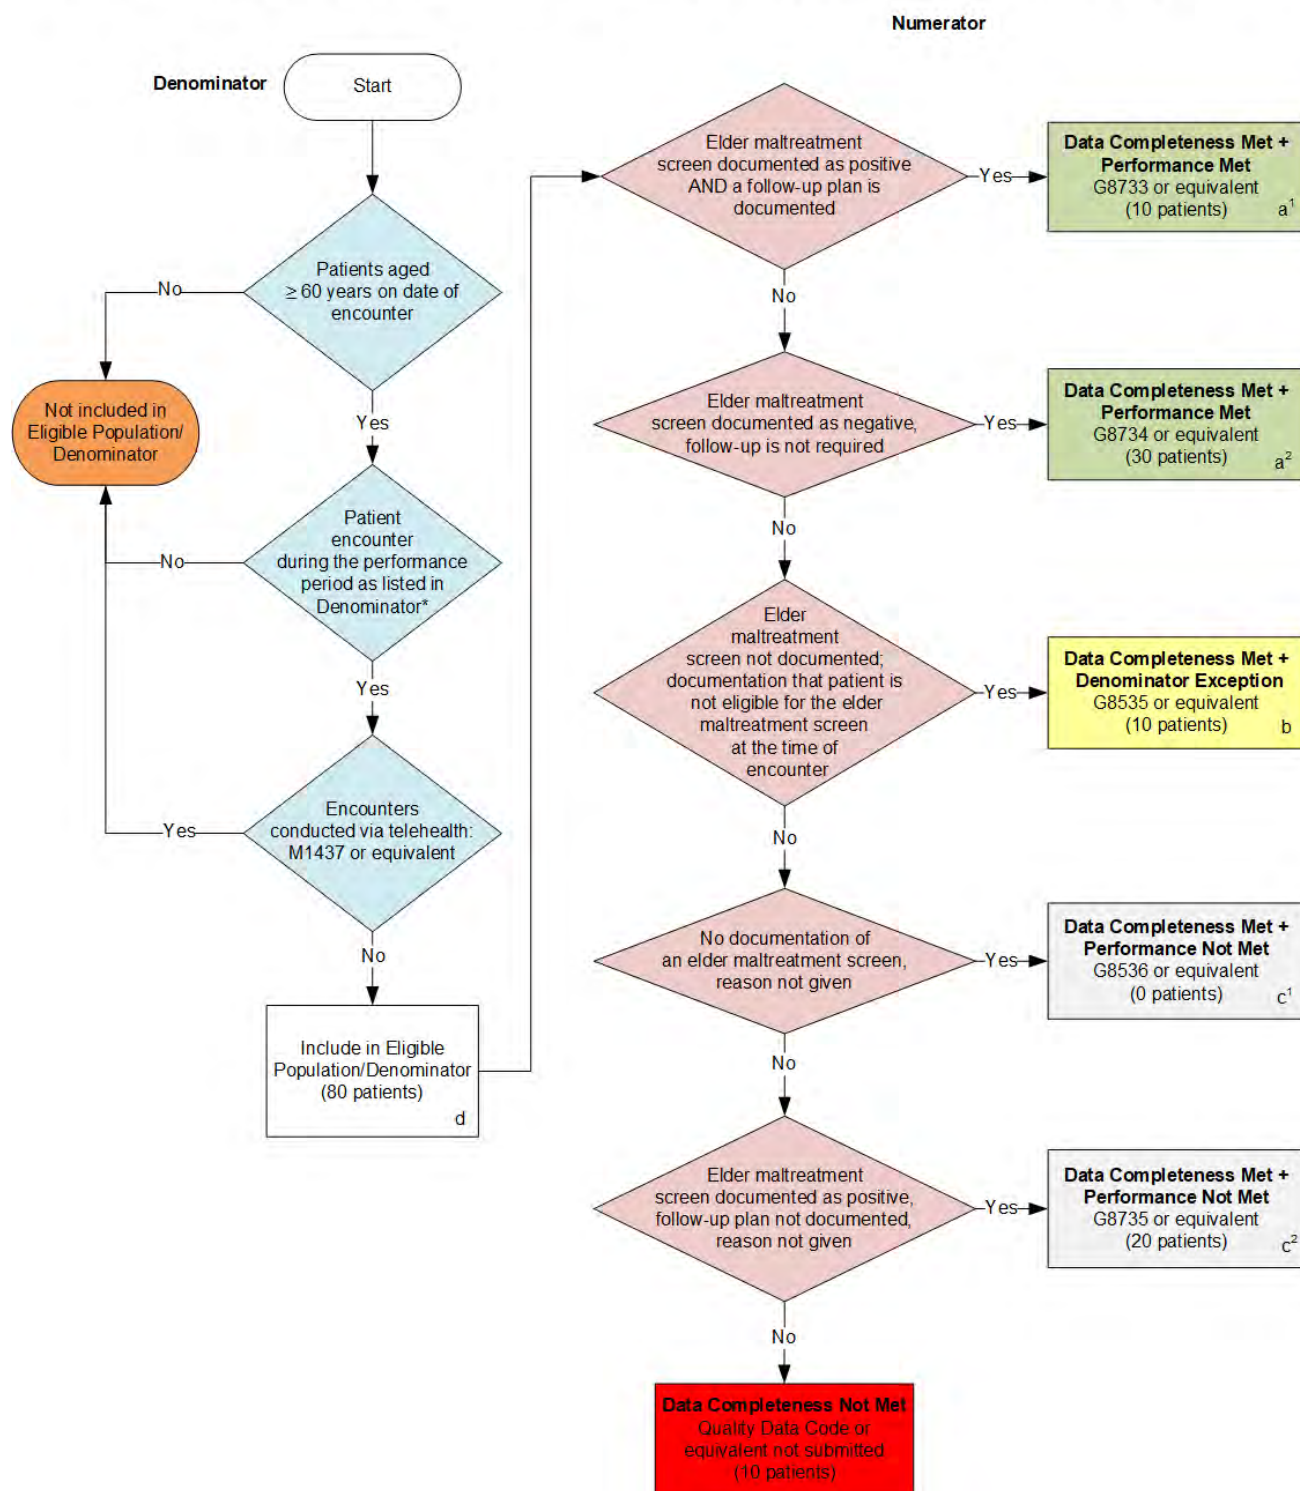 Numerator
Denominator
Start
Patients aged
≥ 60 years on date of
encounter
No
Not included in
Eligible Population/
Denominator
Yes
Patient
encounter
during the performance
period as listed in
Denominator*
No
Yes
Encounters
conducted via telehealth:
M1437 or equivalent
Yes
No
Include in Eligible
Population/Denominator
(80 patients)
d
Elder maltreatment
screen documented as positive
AND a follow-up plan is
documented
Yes
Data Completeness Met +
Performance Met
G8733 or equivalent
(10 patients)
a¹
No
Elder maltreatment
screen documented as negative,
follow-up is not required
Yes
Data Completeness Met +
Performance Met
G8734 or equivalent
(30 patients)
a²
No
Elder
maltreatment
screen not documented;
documentation that patient is
not eligible for the elder
maltreatment screen
at the time of
encounter
Yes
Data Completeness Met +
Denominator Exception
G8535 or equivalent
(10 patients)
b
No
No documentation of
an elder maltreatment screen,
reason not given
Yes
Data Completeness Met +
Performance Not Met
G8536 or equivalent
(0 patients)
c¹
No
Elder maltreatment
screen documented as positive,
follow-up plan not documented,
reason not given
Yes
Data Completeness Met +
Performance Not Met
G8735 or equivalent
(20 patients)
c²
No
Data Completeness Not Met
Quality Data Code or
equivalent not submitted
(10 patients)